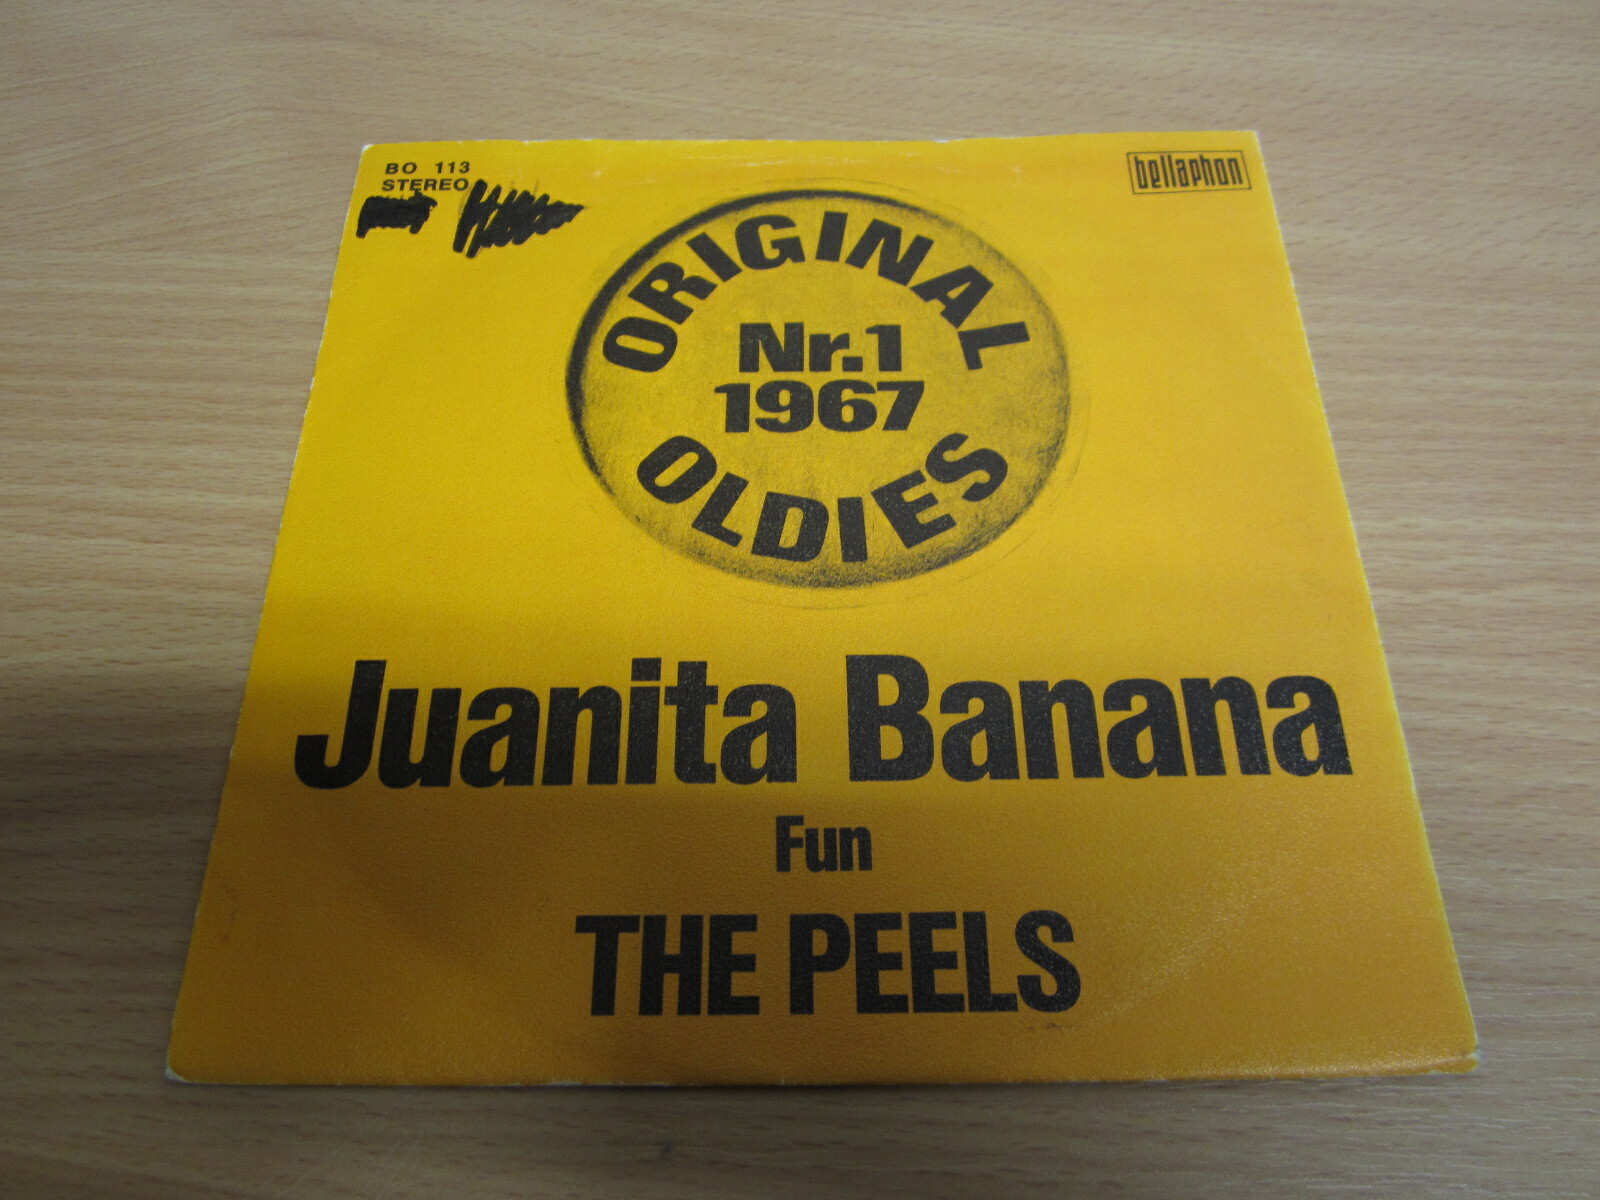 BO 113
STEREO
bellaphon
ORIGINAL
Nr.1
1967
OLDIES
Juanita Banana
Fun
THE PEELS